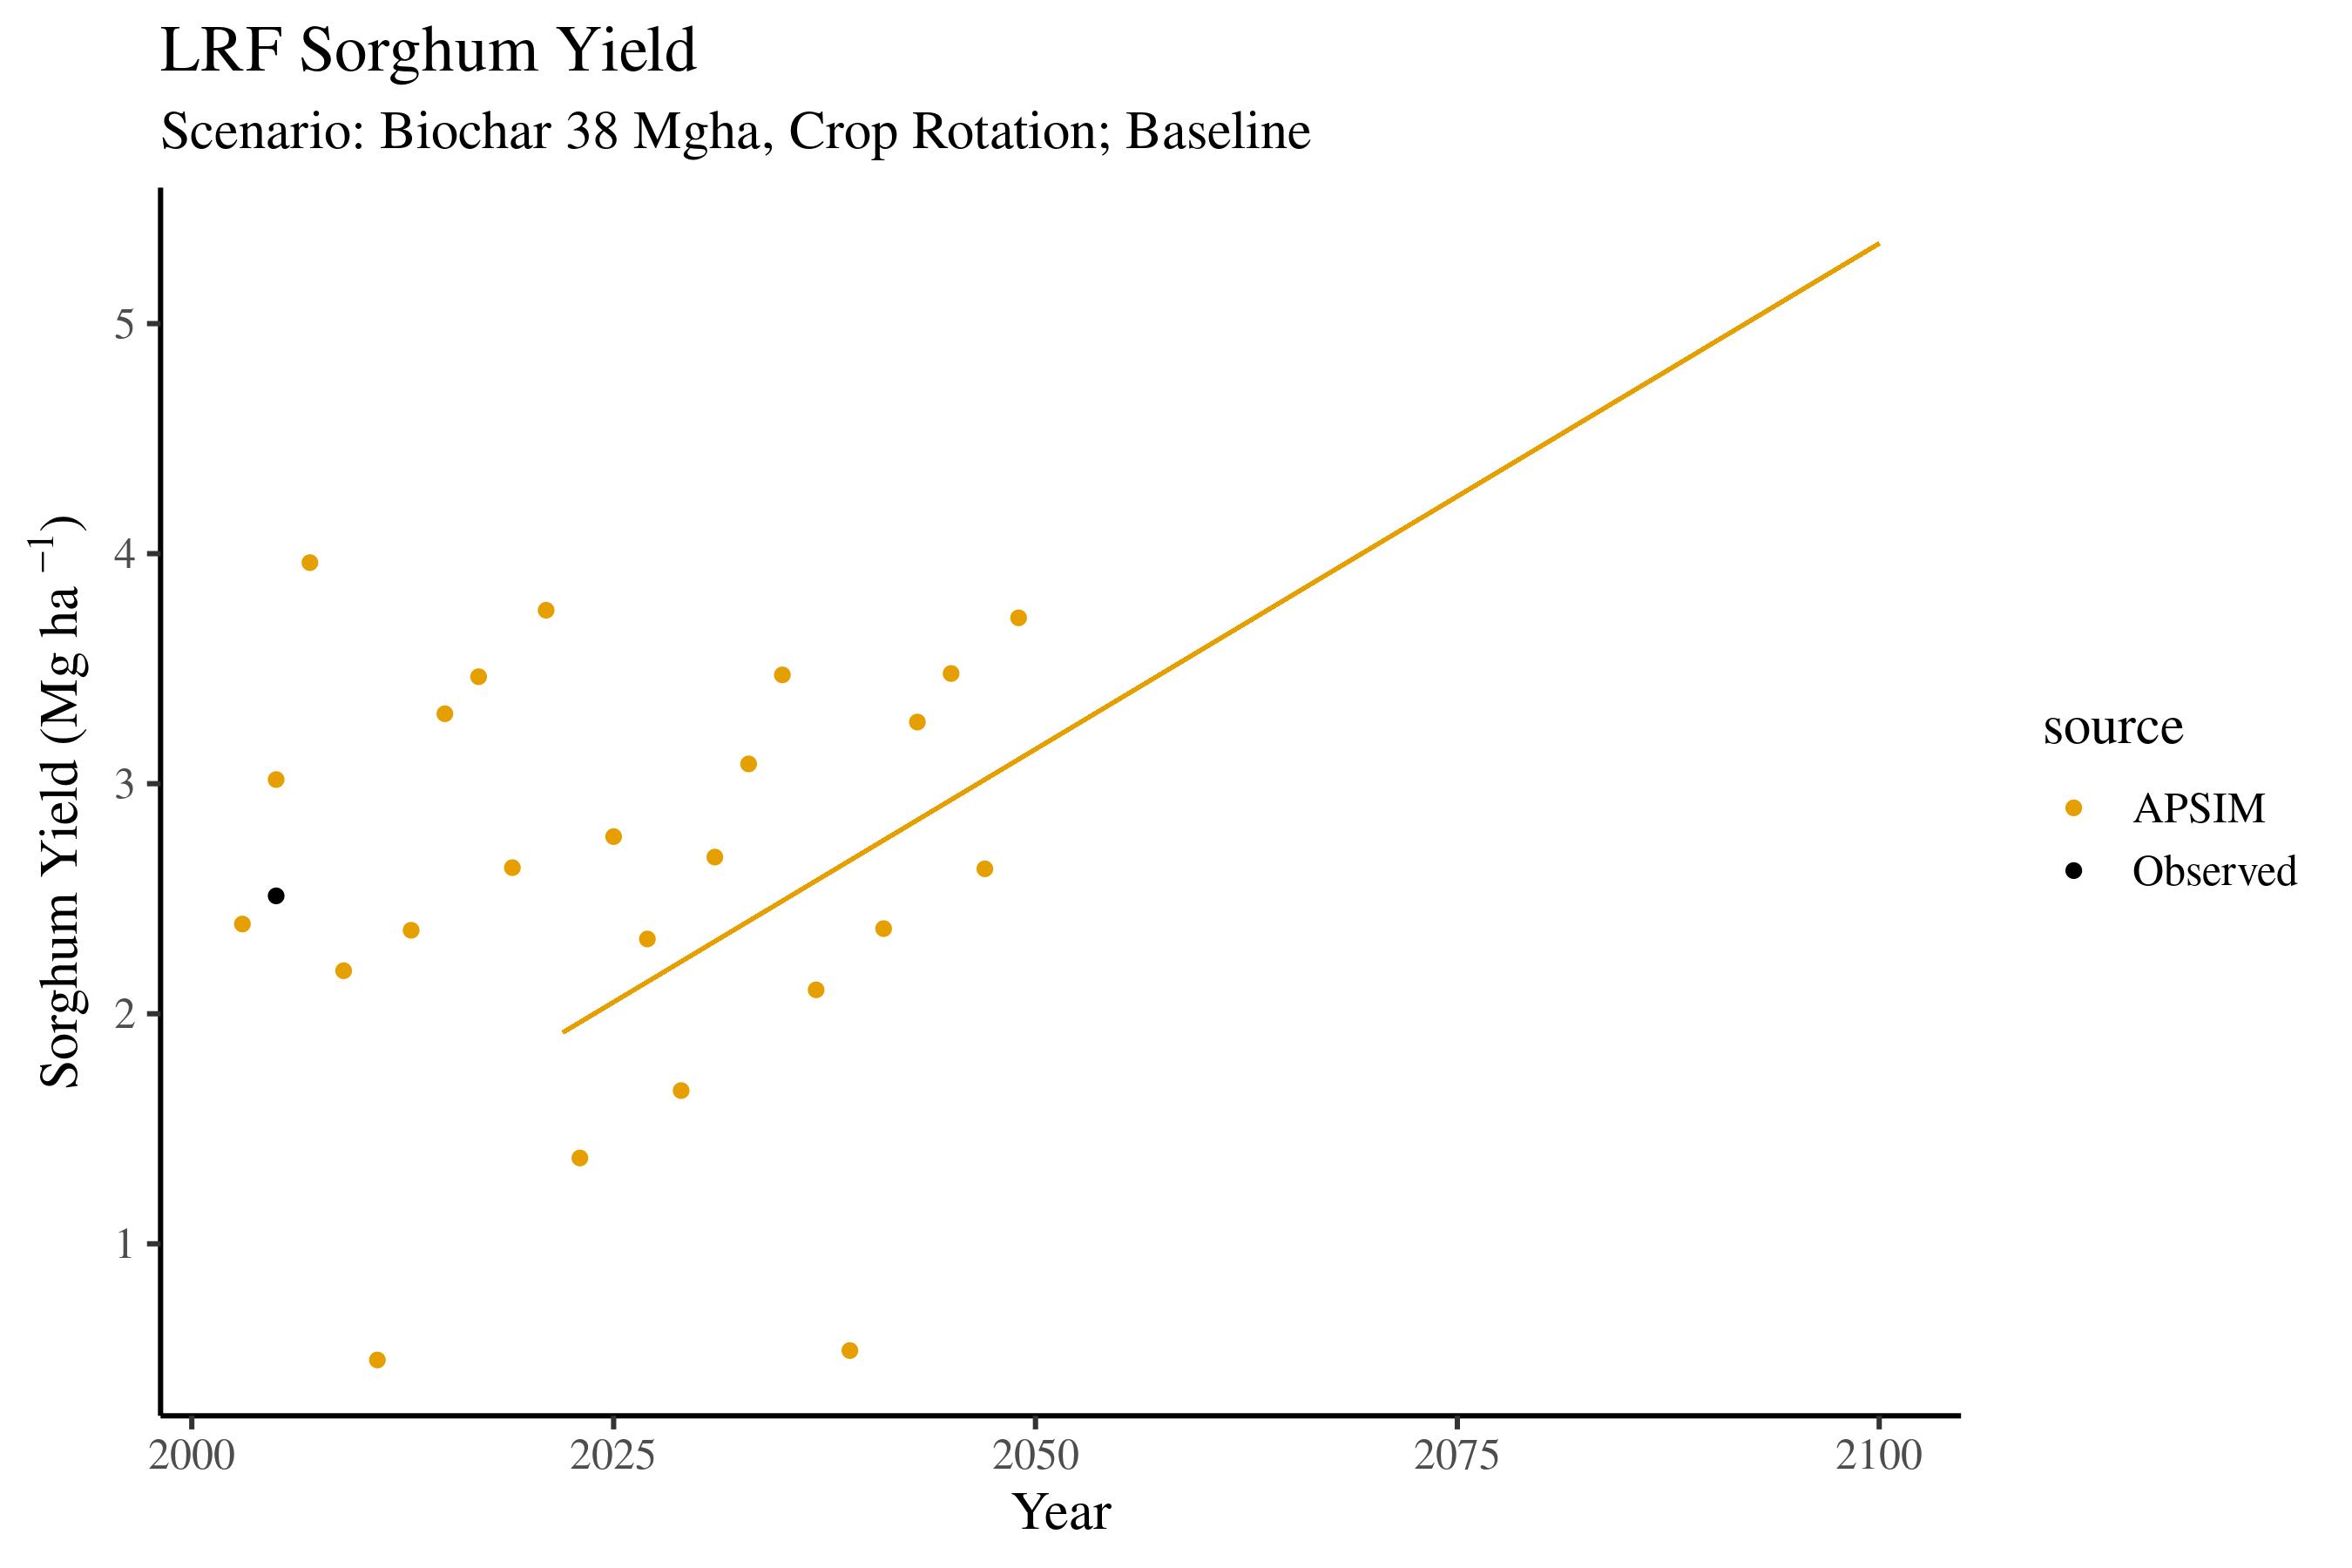 LRF Sorghum Yield
Scenario: Biochar 38 Mgha, Crop Rotation; Baseline
Sorghum Yield (Mg ha −1)
5
4
3
2
1
2000
2025
2050
2075
2100
Year
source
APSIM
Observed